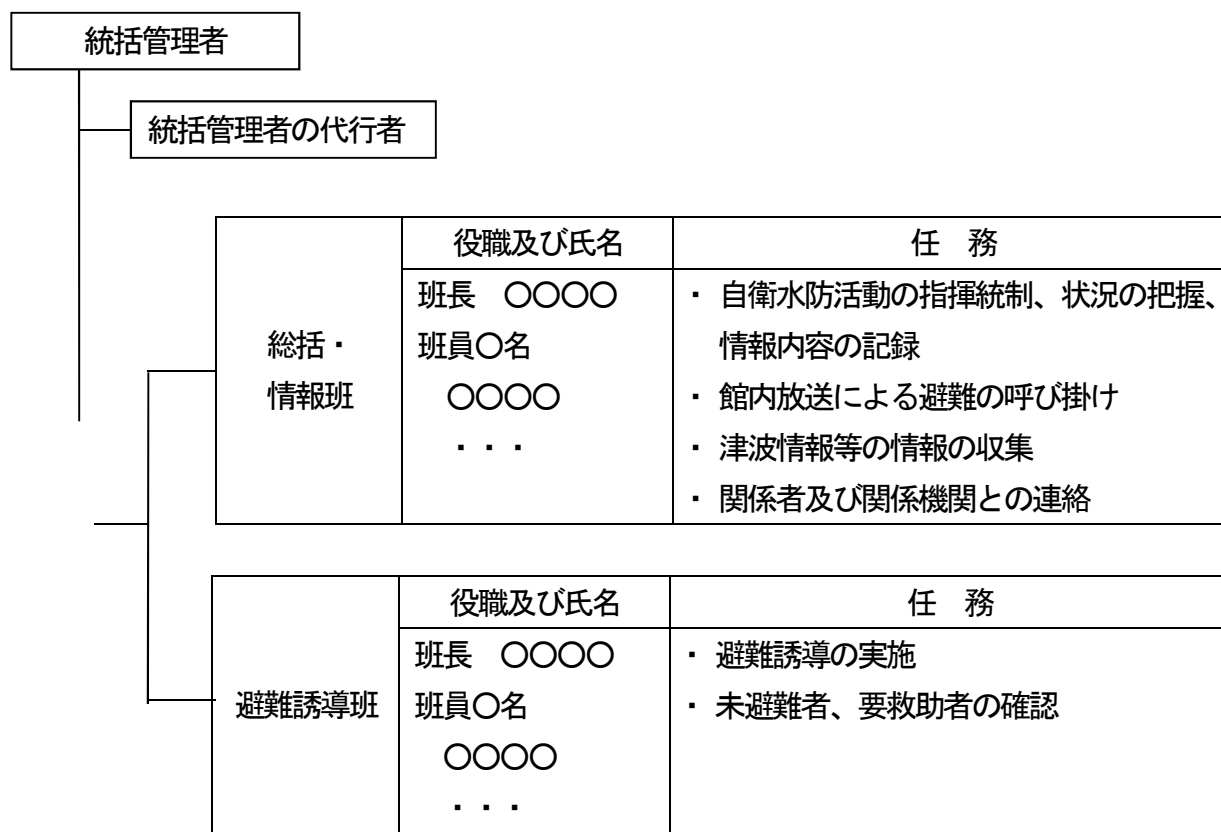 統括管理者
統括管理者の代行者
役職及び氏名
任　務
総括・
情報班
班長　〇〇〇〇
班員〇名
〇〇〇〇
・・・
・ 自衛水防活動の指揮統制、状況の把握、
情報内容の記録
・ 館内放送による避難の呼び掛け
・ 津波情報等の情報の収集
・ 関係者及び関係機関との連絡
役職及び氏名
任　務
避難誘導班
班長　〇〇〇〇
班員〇名
〇〇〇〇
・・・
・ 避難誘導の実施
・ 未避難者、要救助者の確認